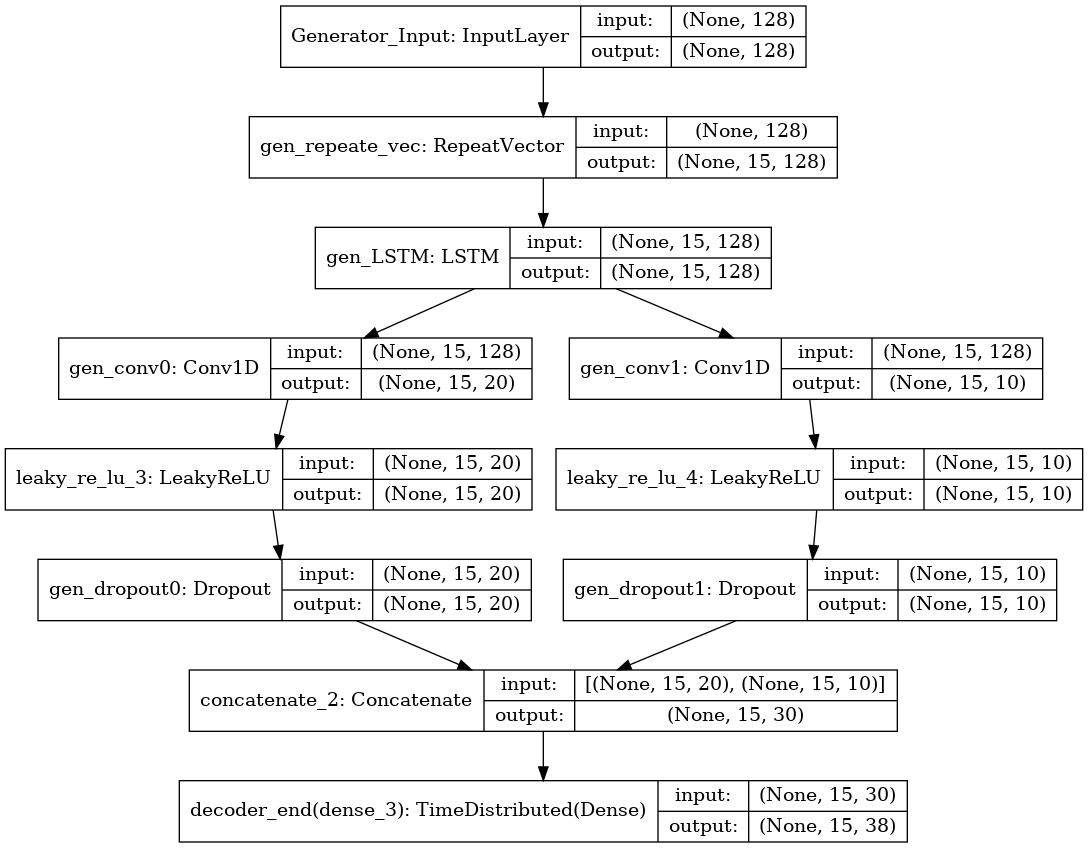 Generator_Input: InputLayer
input: (None, 128)
output: (None, 128)
gen_repeate_vec: RepeatVector
input: (None, 128)
output: (None, 15, 128)
gen_LSTM: LSTM
input: (None, 15, 128)
output: (None, 15, 128)
gen_conv0: Conv1D
input: (None, 15, 128)
output: (None, 15, 20)
gen_conv1: Conv1D
input: (None, 15, 128)
output: (None, 15, 10)
leaky_re_lu_3: LeakyReLU
input: (None, 15, 20)
output: (None, 15, 20)
leaky_re_lu_4: LeakyReLU
input: (None, 15, 10)
output: (None, 15, 10)
gen_dropout0: Dropout
input: (None, 15, 20)
output: (None, 15, 20)
gen_dropout1: Dropout
input: (None, 15, 10)
output: (None, 15, 10)
concatenate_2: Concatenate
input: [(None, 15, 20), (None, 15, 10)]
output: (None, 15, 30)
decoder_end(dense_3): TimeDistributed(Dense)
input: (None, 15, 30)
output: (None, 15, 38)